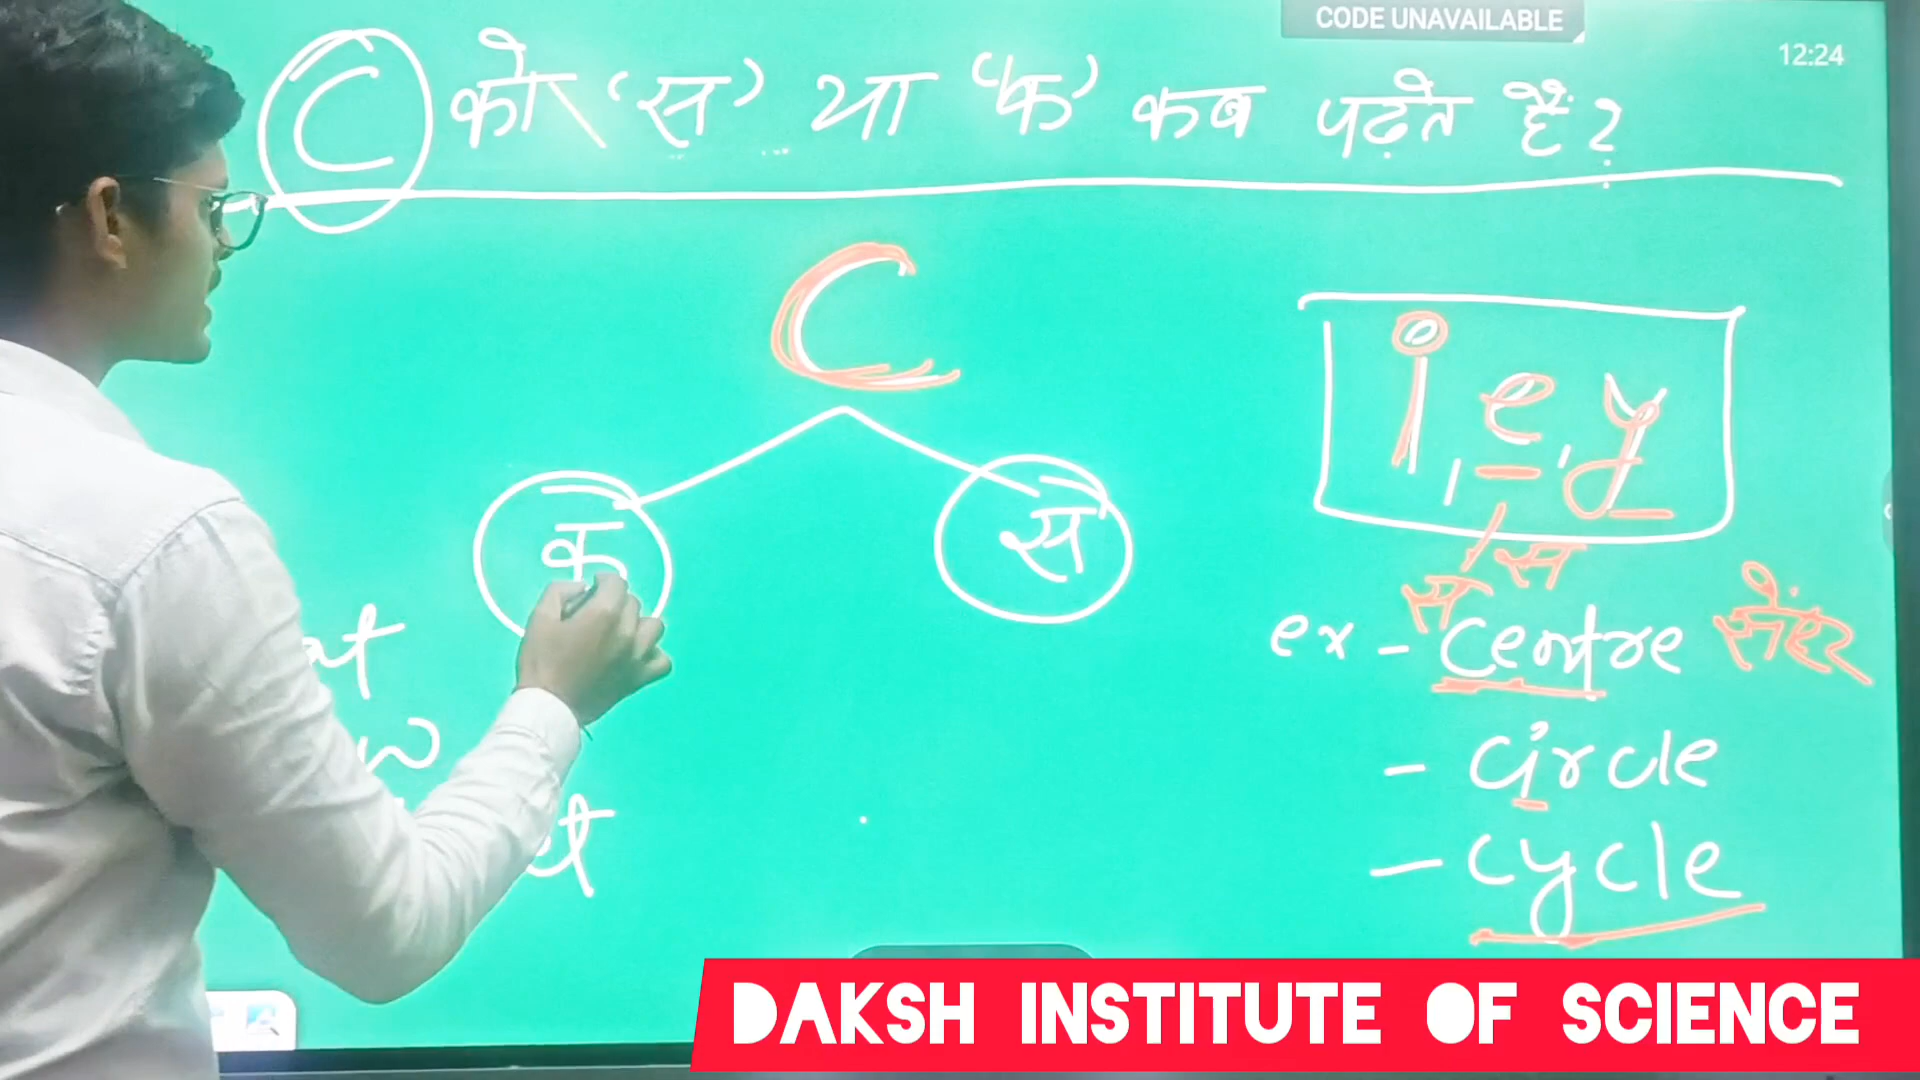 CODE UNAVAILABLE
12:24
C को 'स' या 'क' कब पढ़ते हैं?
C
क स
i, e, y
स स
ex - Centre सेंटर
- Circle
- Cycle
DAKSH INSTITUTE OF SCIENCE